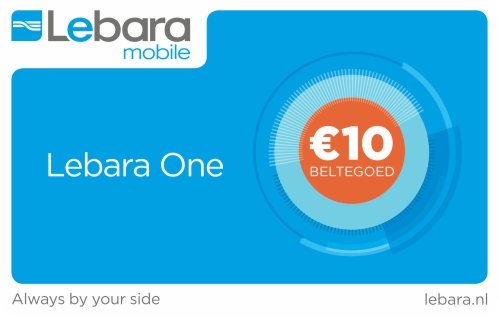 Lebara
mobile
Lebara One
€10
BELTEGOED
Always by your side
lebara.nl